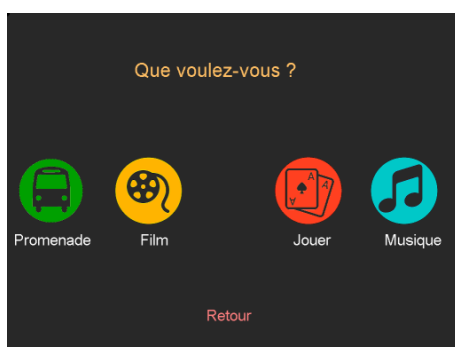 Que voulez-vous ?
A
A
A
Promenade Film Jouer Musique
Retour